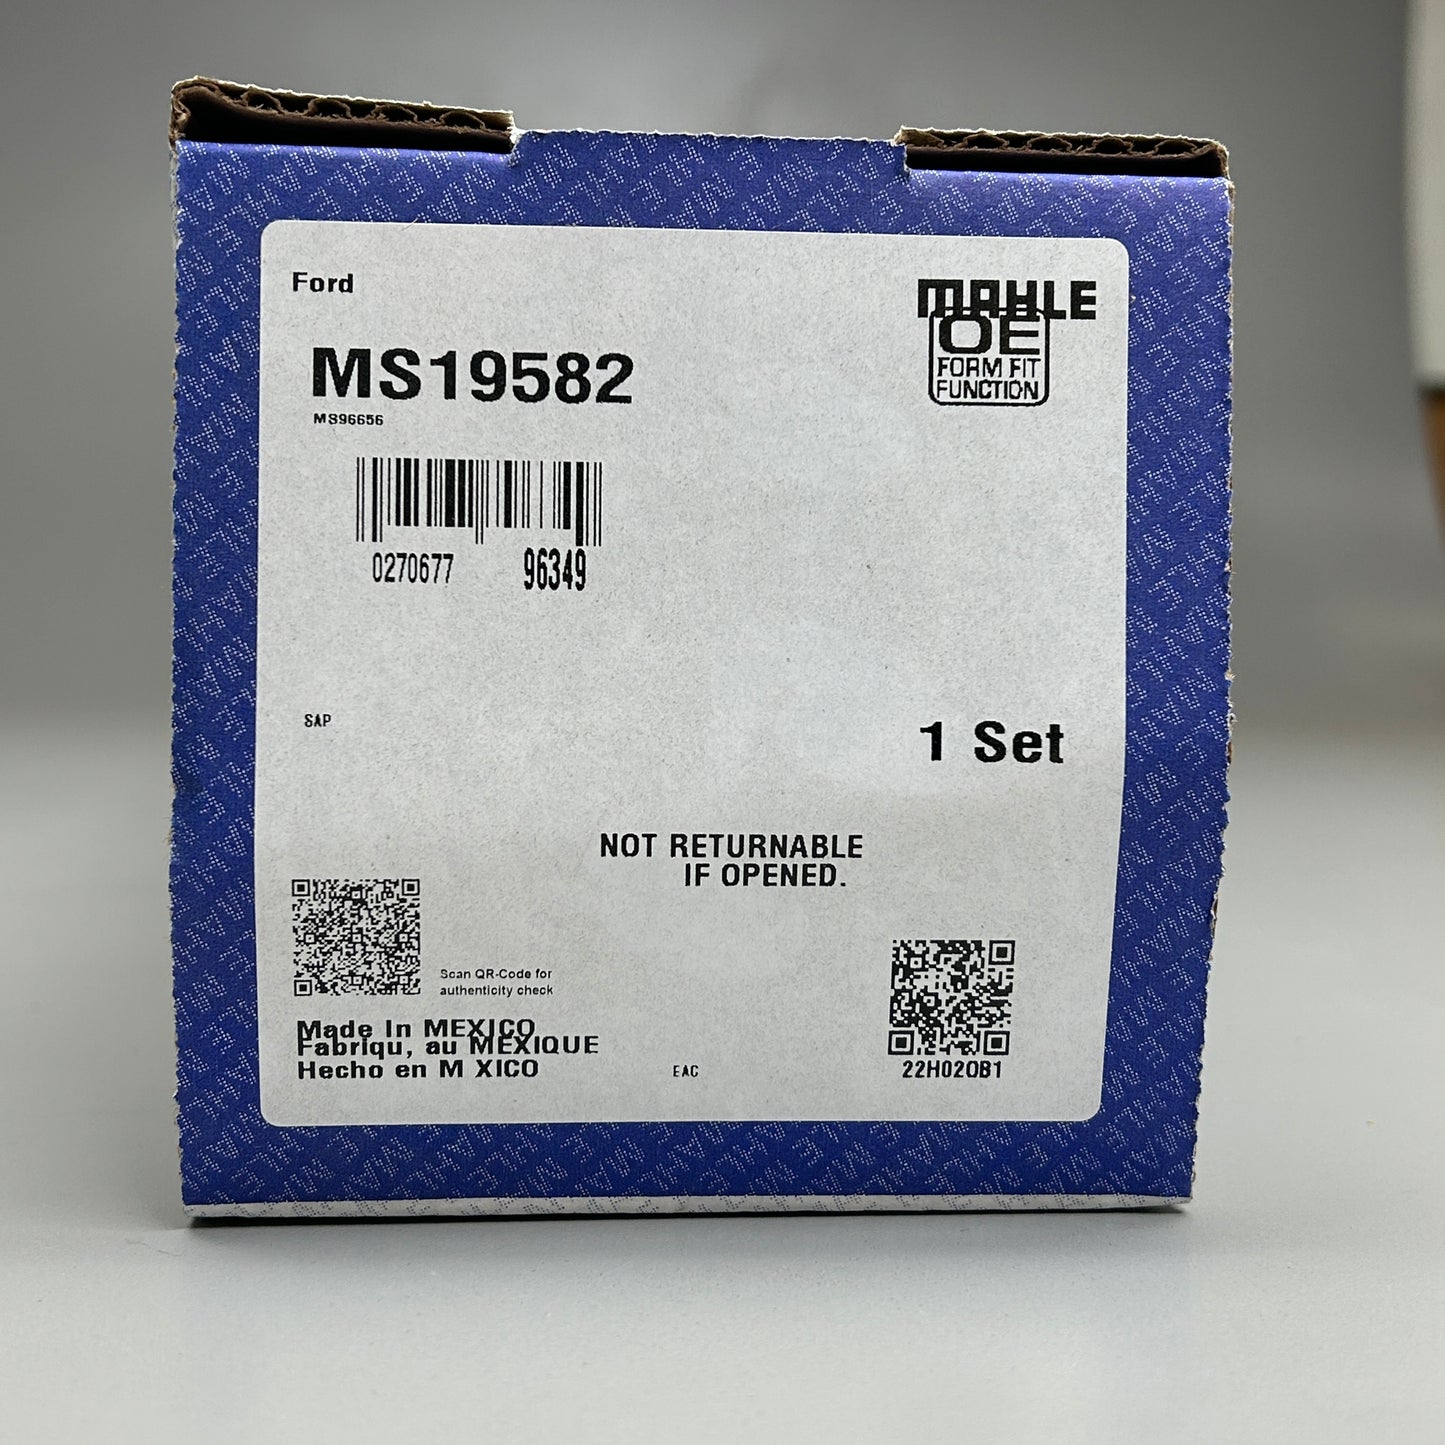 Ford
MAHLE
OE
FORM FIT
FUNCTION
MS19582
MS96656
0270677 96349
SAP
1 Set
NOT RETURNABLE
IF OPENED.
Scan QR-Code for
authenticity check
Made In MEXICO
Fabriqu, au MEXIQUE
Hecho en M XICO
EAC
22H020B1